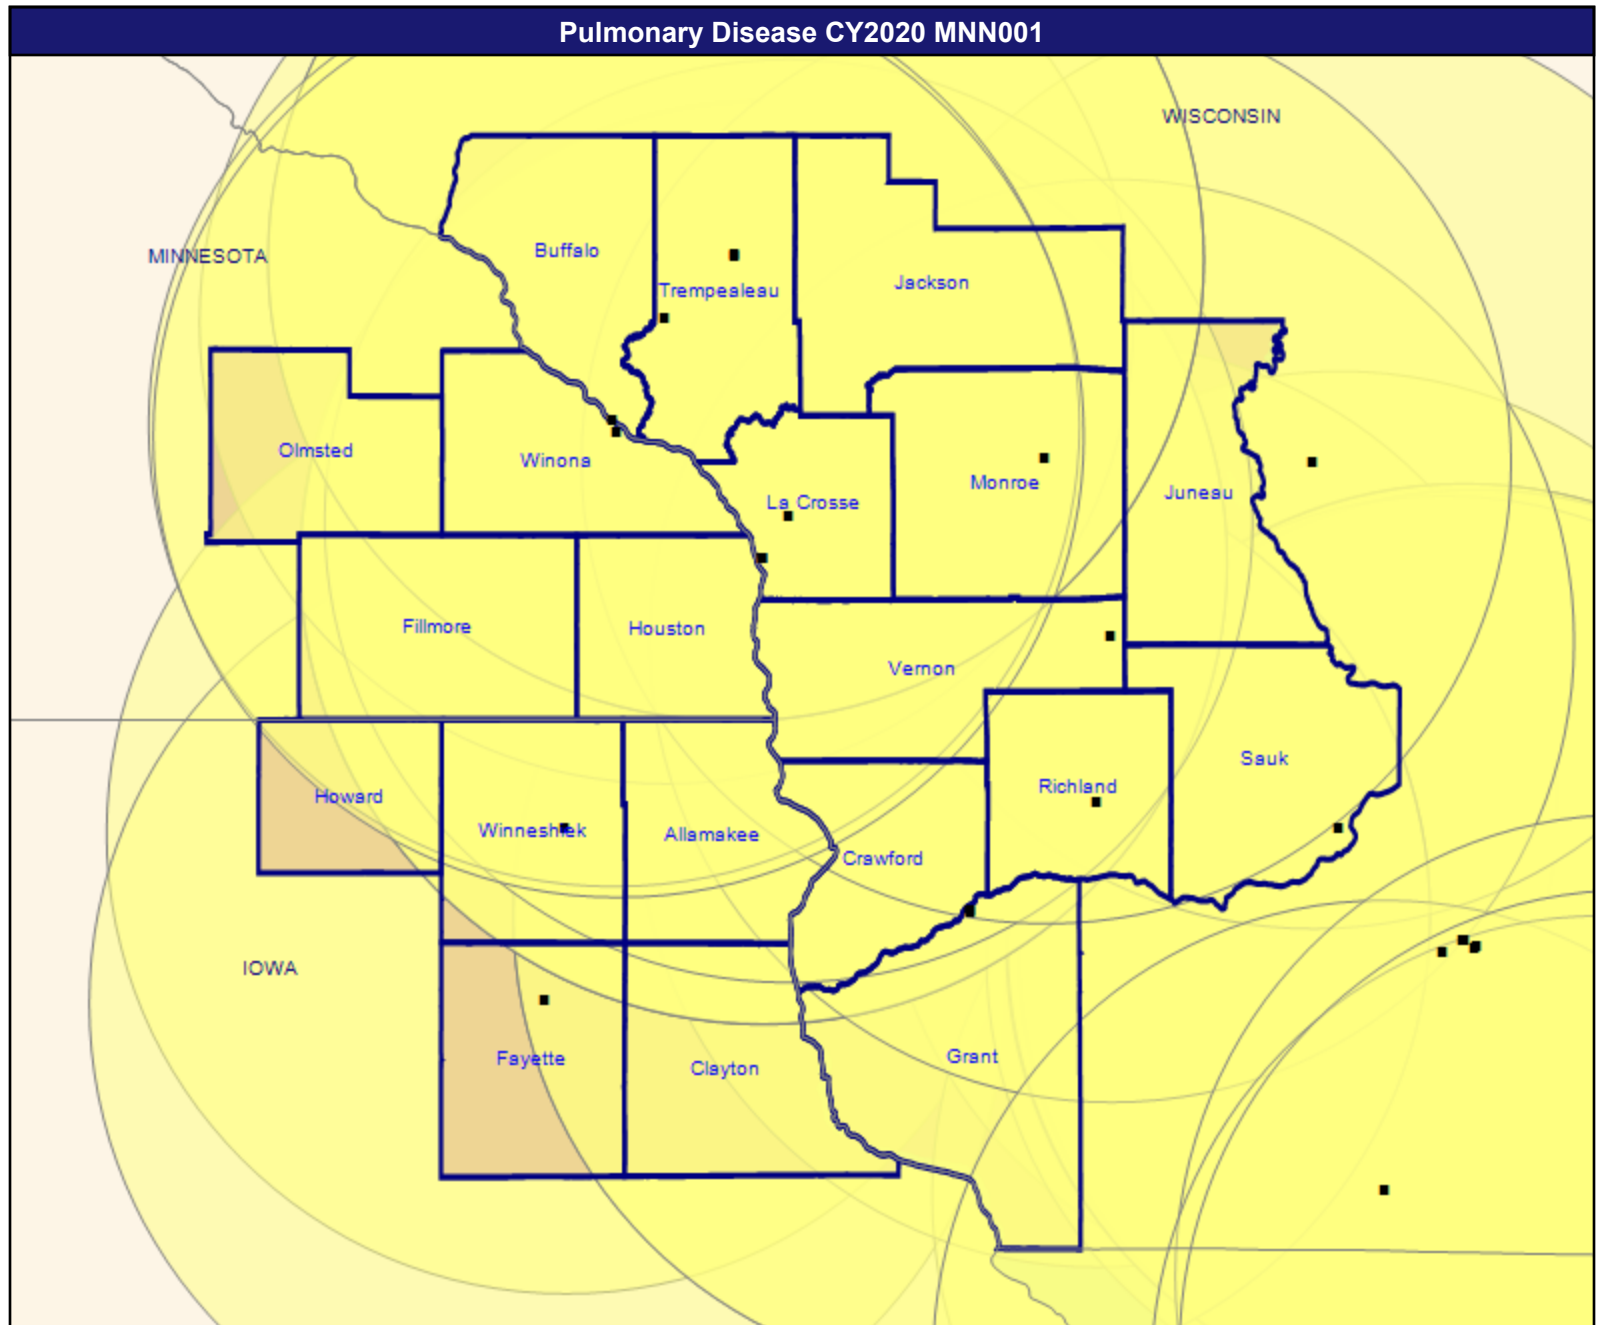 Pulmonary Disease CY2020 MNN001
WISCONSIN
MINNESOTA
Buffalo
Trempealeau
Jackson
Olmsted
Winona
La Crosse
Monroe
Juneau
Fillmore
Houston
Vernon
Howard
Winneshiek
Allamakee
Crawford
Richland
Sauk
IOWA
Fayette
Clayton
Grant